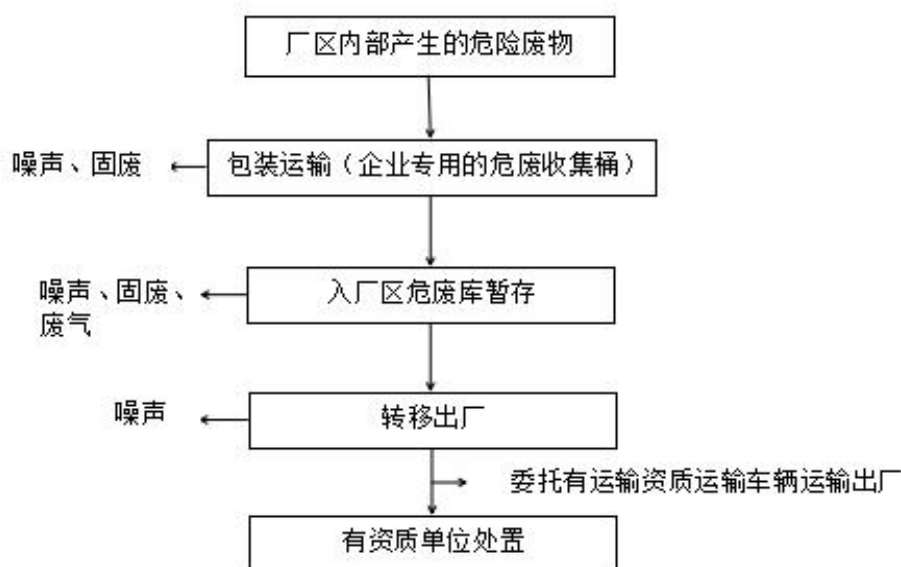 厂区内部产生的危险废物
噪声、固废
包装运输（企业专用的危废收集桶）
噪声、固废、
废气
入厂区危废库暂存
噪声
转移出厂
委托有运输资质运输车辆运输出厂
有资质单位处置